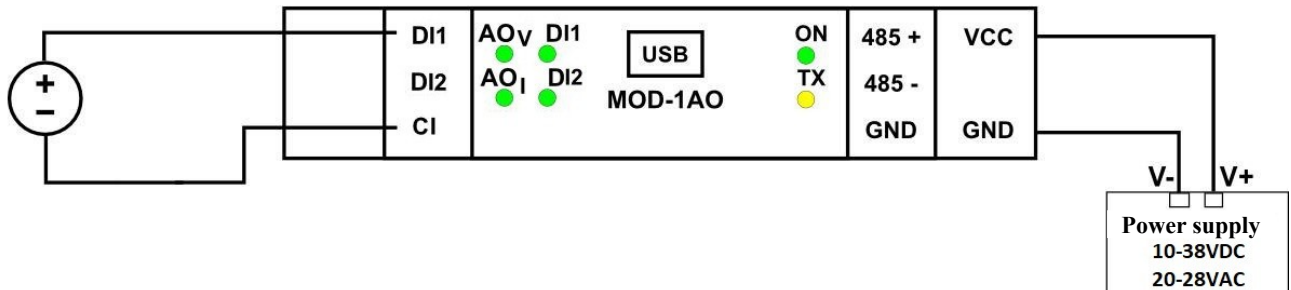 DI1 AOV DI1 USB ON 485 + VCC
DI2 AOI DI2 MOD-1AO TX 485 -
CI GND GND
+
−
V- V+
Power supply
10-38VDC
20-28VAC